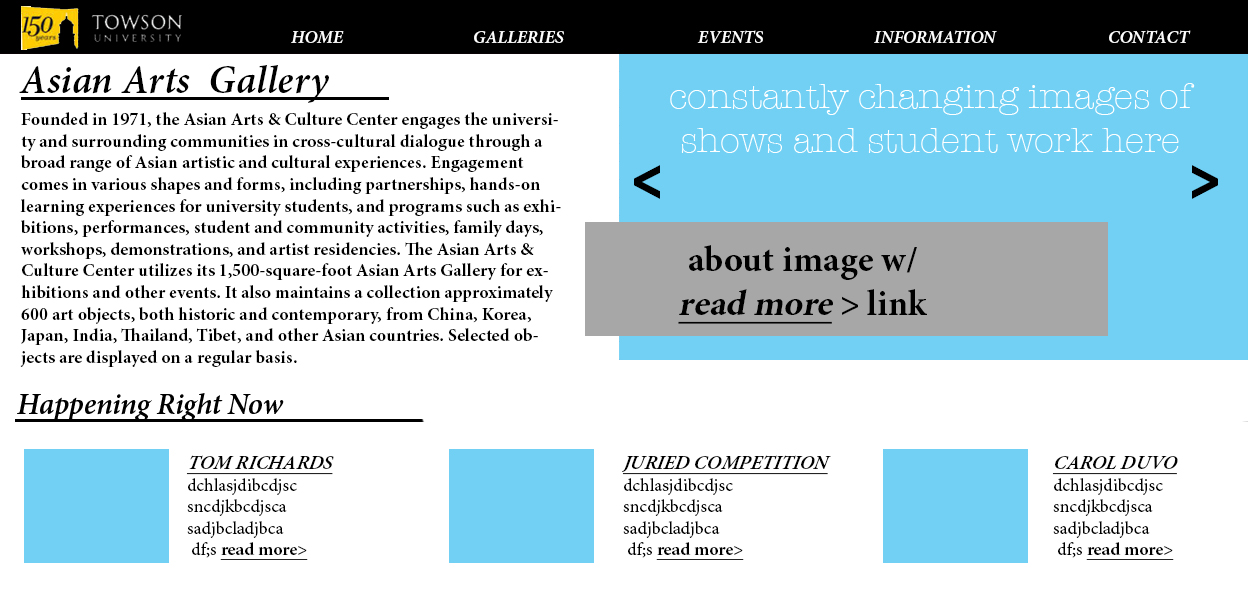 150 years
TOWSON
UNIVERSITY
HOME
GALLERIES
EVENTS
INFORMATION
CONTACT
Asian Arts Gallery
Founded in 1971, the Asian Arts & Culture Center engages the universi-
ty and surrounding communities in cross-cultural dialogue through a
broad range of Asian artistic and cultural experiences. Engagement
comes in various shapes and forms, including partnerships, hands-on
learning experiences for university students, and programs such as exhi-
bitions, performances, student and community activities, family days,
workshops, demonstrations, and artist residencies. The Asian Arts &
Culture Center utilizes its 1,500-square-foot Asian Arts Gallery for ex-
hibitions and other events. It also maintains a collection approximately
600 art objects, both historic and contemporary, from China, Korea,
Japan, India, Thailand, Tibet, and other Asian countries. Selected ob-
jects are displayed on a regular basis.
constantly changing images of
shows and student work here
<
>
about image w/
read more > link
Happening Right Now
TOM RICHARDS
dchlasjdibcdjsc
sncdjkbcdjsca
sadjbcladjbca
df;s read more>
JURIED COMPETITION
dchlasjdibcdjsc
sncdjkbcdjsca
sadjbcladjbca
df;s read more>
CAROL DUVO
dchlasjdibcdjsc
sncdjkbcdjsca
sadjbcladjbca
df;s read more>